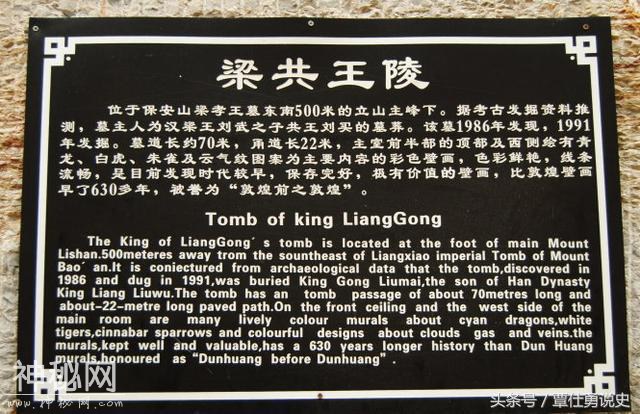 梁共王陵
位于保安山梁孝王墓东南500米的立山主峰下。据考古发掘资料推
测，墓主人为汉梁王刘武之子共王刘买的墓葬。该墓1986年发现，1991
年发掘。墓道长约70米，甬道长22米，主室前半部的顶部及西侧绘有青
龙、白虎、朱雀及云气纹图案为主要内容的彩色壁画，色彩鲜艳，线条
流畅，是目前发现时代较早，保存完好，极有价值的壁画，比敦煌壁画
早了630多年，被誉为“敦煌前之敦煌”。
Tomb of king LiangGong
The King of LiangGong´s tomb is located at the foot of main Mount
Lishan.500meteres away trom the sountheast of Liangxiao imperial Tomb of Mount
Bao´an.It is coniectured from archaeological data that the tomb,discovered in
1986 and dug in 1991,was buried King Gong Liumai,the son of Han Dynasty
King Liang Liuwu.The tomb has an tomb passage of about 70metres long and
about-22-metre long paved path.On the front ceiling and the west side of the
main room are many lively colour murals about cyan dragons,white
tigers,cinnabar sparrows and colourful designs about clouds gas and veins.the
murals,kept well and valuable,has a 630 years longer history than Dun Huang
murals,honoured as“Dunhuang before Dunhuang”.
神秘网
www.神秘网.com
头条号／覃仕勇说史